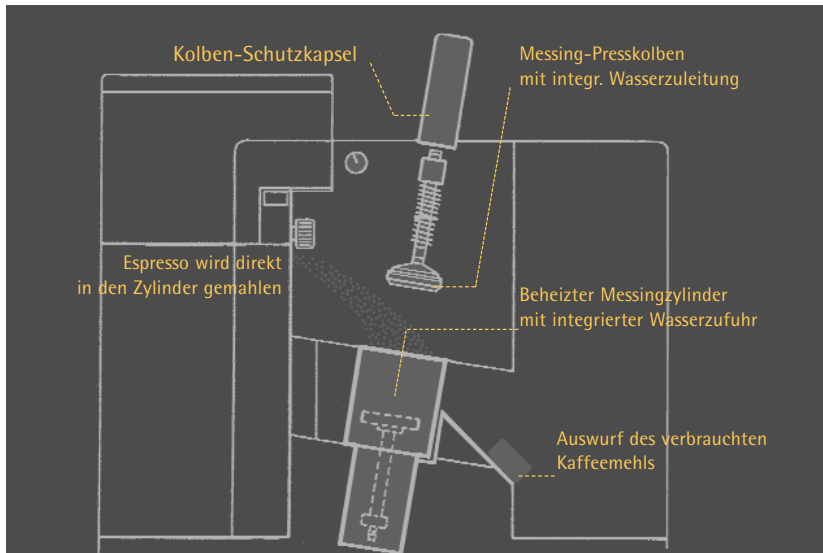 Kolben-Schutzkapsel
Messing-Presskolben
mit integr. Wasserzuleitung
Espresso wird direkt
in den Zylinder gemahlen
Beheizter Messingzylinder
mit integrierter Wasserzufuhr
Auswurf des verbrauchten
Kaffeemehls